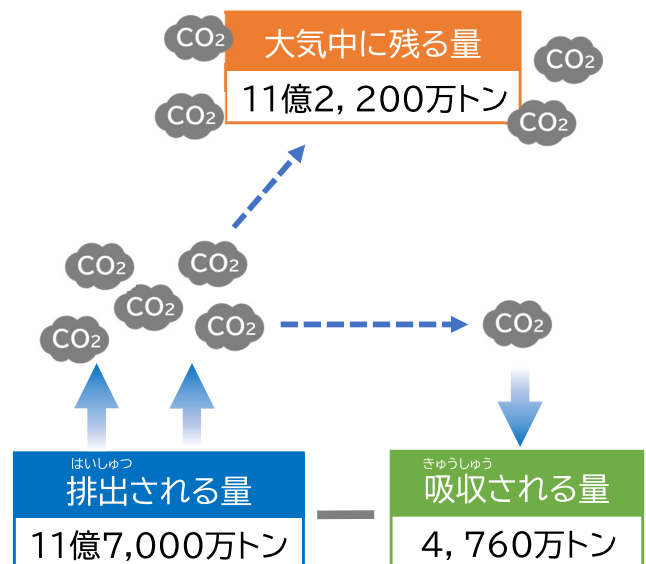 CO2
大気中に残る量
CO2
CO2
11億2，200万トン
CO2
CO2
CO2
CO2
CO2
CO2
CO2
はいしゅつ
排出される量
きゅうしゅう
吸収される量
11億7,000万トン
4，760万トン